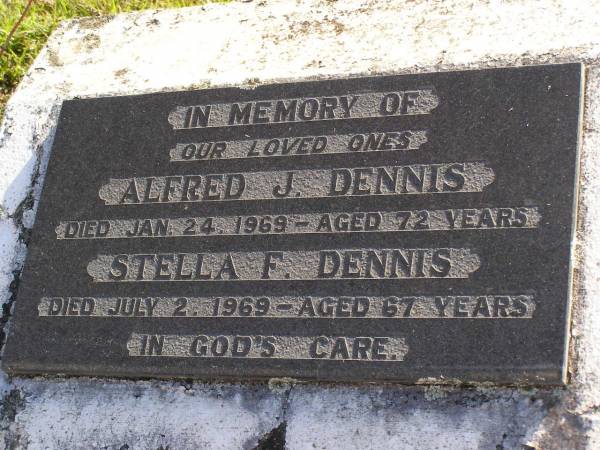 IN MEMORY OF
OUR LOVED ONES
ALFRED J. DENNIS
DIED JAN. 24. 1969 – AGED 72 YEARS
STELLA F. DENNIS
DIED JULY 2. 1969 – AGED 67 YEARS
IN GOD'S CARE.